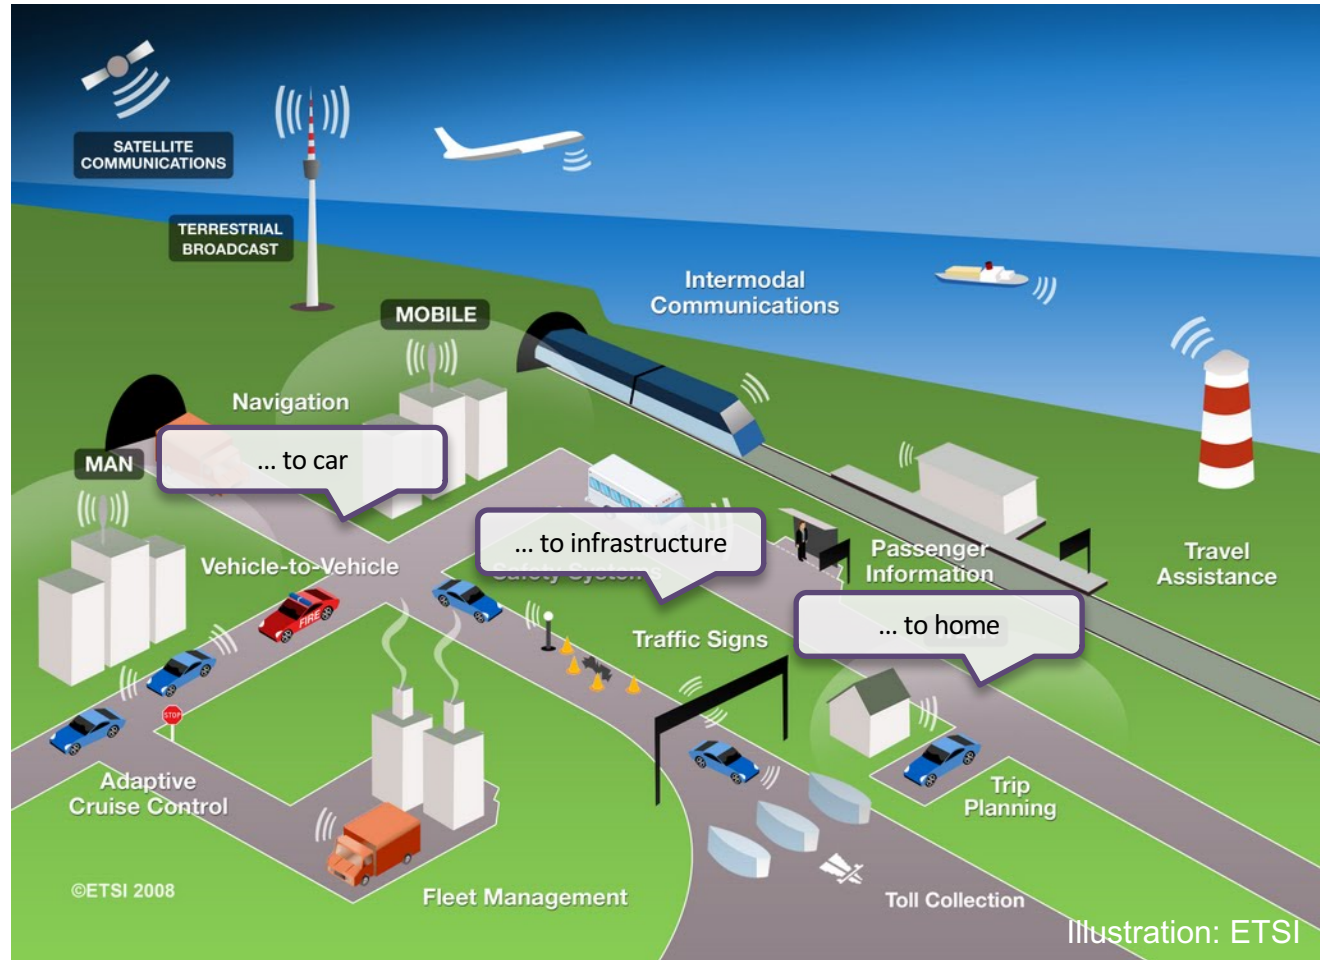 SATELLITE
COMMUNICATIONS
TERRESTRIAL
BROADCAST
Intermodal
Communications
MOBILE
Navigation
... to car
MAN
... to infrastructure
Safety Systems
Vehicle-to-Vehicle
Passenger
Information
Travel
Assistance
FIRE
... to home
Traffic Signs
STOP
Adaptive
Cruise Control
Trip
Planning
©ETSI 2008
Fleet Management
Toll Collection
Illustration: ETSI